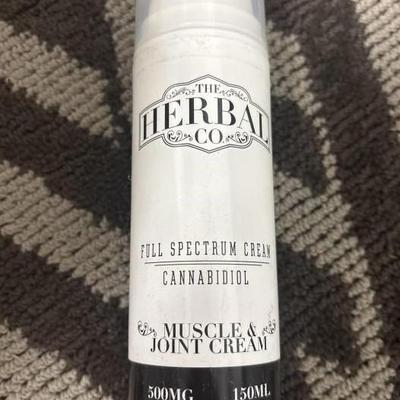 THE
HERBAL
CO.
FULL SPECTRUM CREAM
CANNABIDIOL
MUSCLE &
JOINT CREAM
500MG 150ML